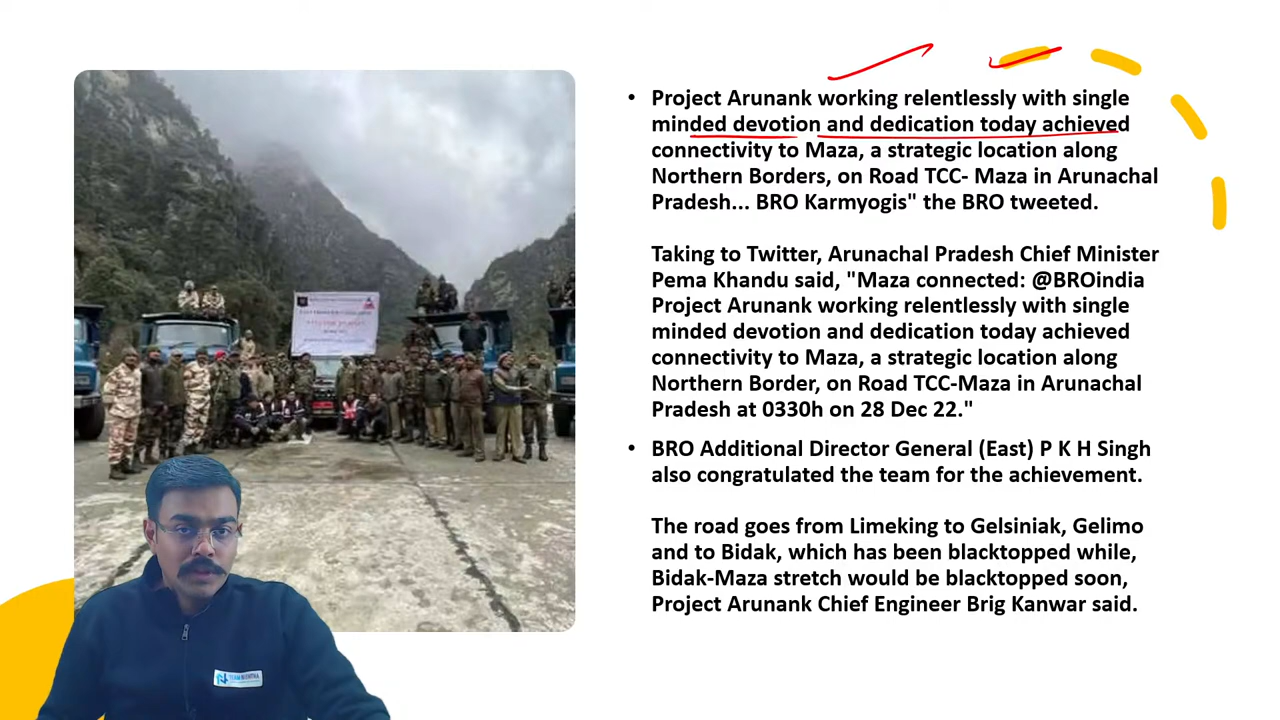 Project Arunank working relentlessly with single
minded devotion and dedication today achieved
connectivity to Maza, a strategic location along
Northern Borders, on Road TCC- Maza in Arunachal
Pradesh... BRO Karmyogis" the BRO tweeted.
Taking to Twitter, Arunachal Pradesh Chief Minister
Pema Khandu said, "Maza connected: @BROindia
Project Arunank working relentlessly with single
minded devotion and dedication today achieved
connectivity to Maza, a strategic location along
Northern Border, on Road TCC-Maza in Arunachal
Pradesh at 0330h on 28 Dec 22."
BRO Additional Director General (East) P K H Singh
also congratulated the team for the achievement.
The road goes from Limeking to Gelsiniak, Gelimo
and to Bidak, which has been blacktopped while,
Bidak-Maza stretch would be blacktopped soon,
Project Arunank Chief Engineer Brig Kanwar said.